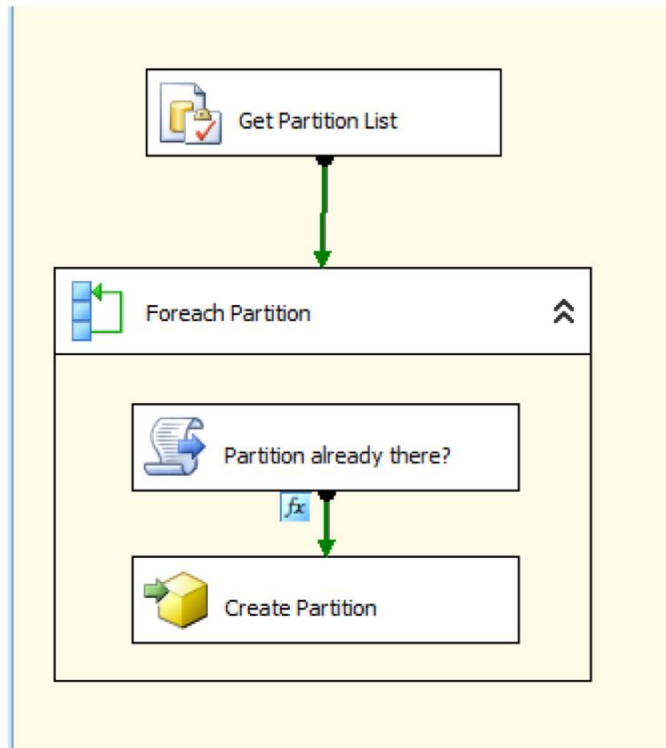 Get Partition List
Foreach Partition
Partition already there?
fx
Create Partition